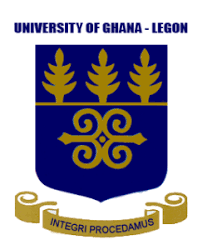 UNIVERSITY OF GHANA - LEGON
INTEGRI PROCEDAMUS